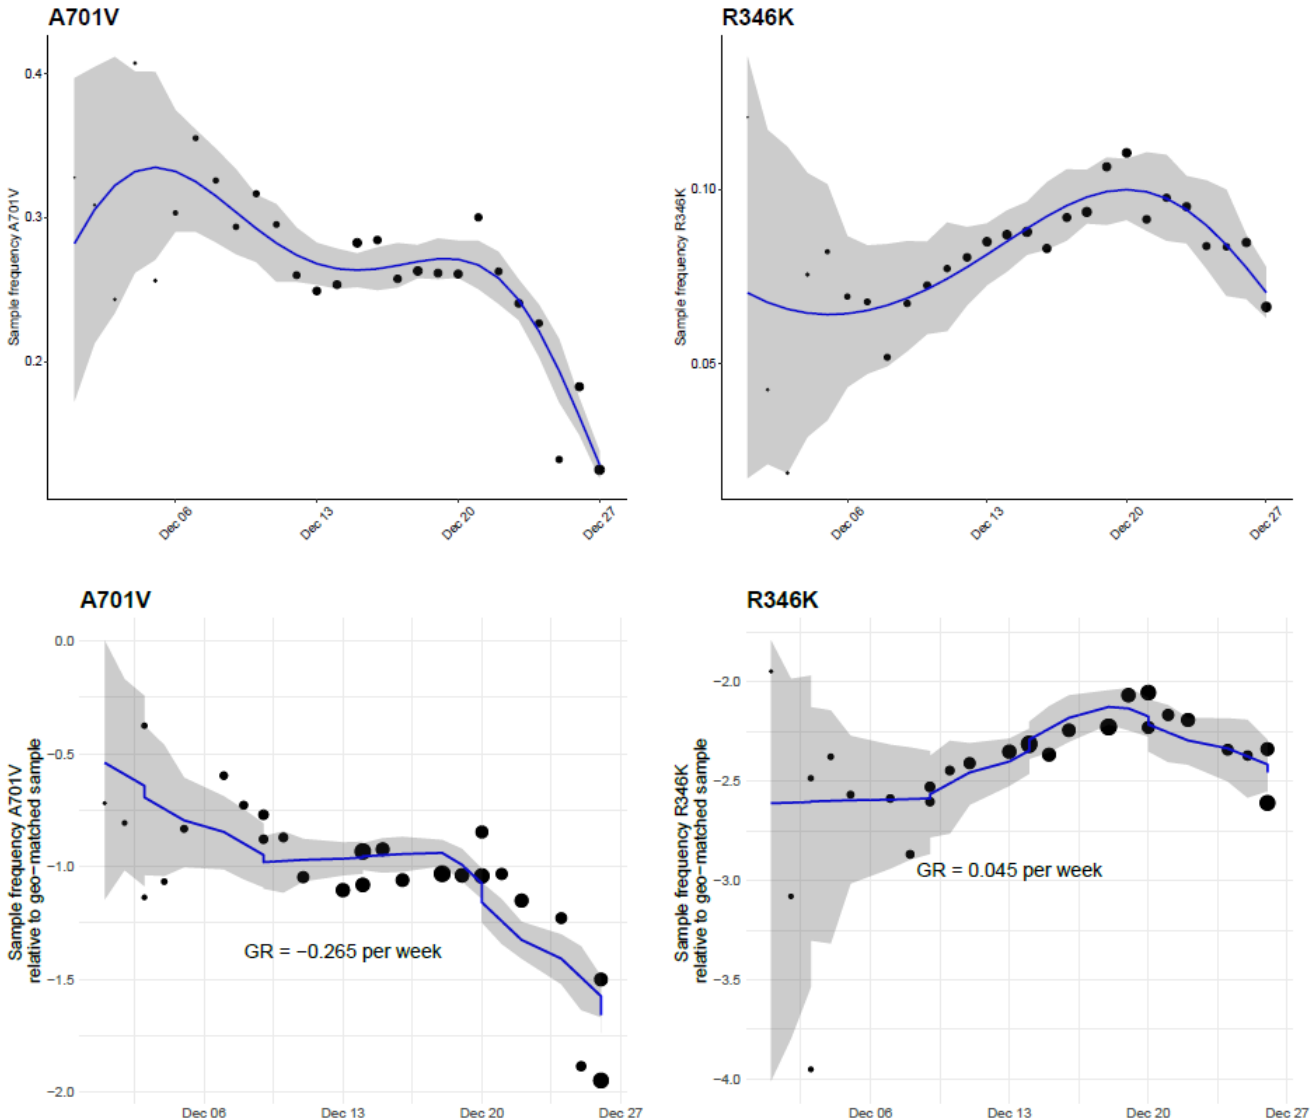 A701V
Sample frequency A701V
0.4
0.3
0.2
Dec 06
Dec 13
Dec 20
Dec 27
R346K
Sample frequency R346K
0.10
0.05
Dec 06
Dec 13
Dec 20
Dec 27
A701V
Sample frequency A701V
relative to geo-matched sample
0.0
−0.5
−1.0
−1.5
−2.0
GR = −0.265 per week
Dec 06
Dec 13
Dec 20
Dec 27
R346K
Sample frequency R346K
relative to geo-matched sample
−2.0
−2.5
−3.0
−3.5
−4.0
GR = 0.045 per week
Dec 06
Dec 13
Dec 20
Dec 27